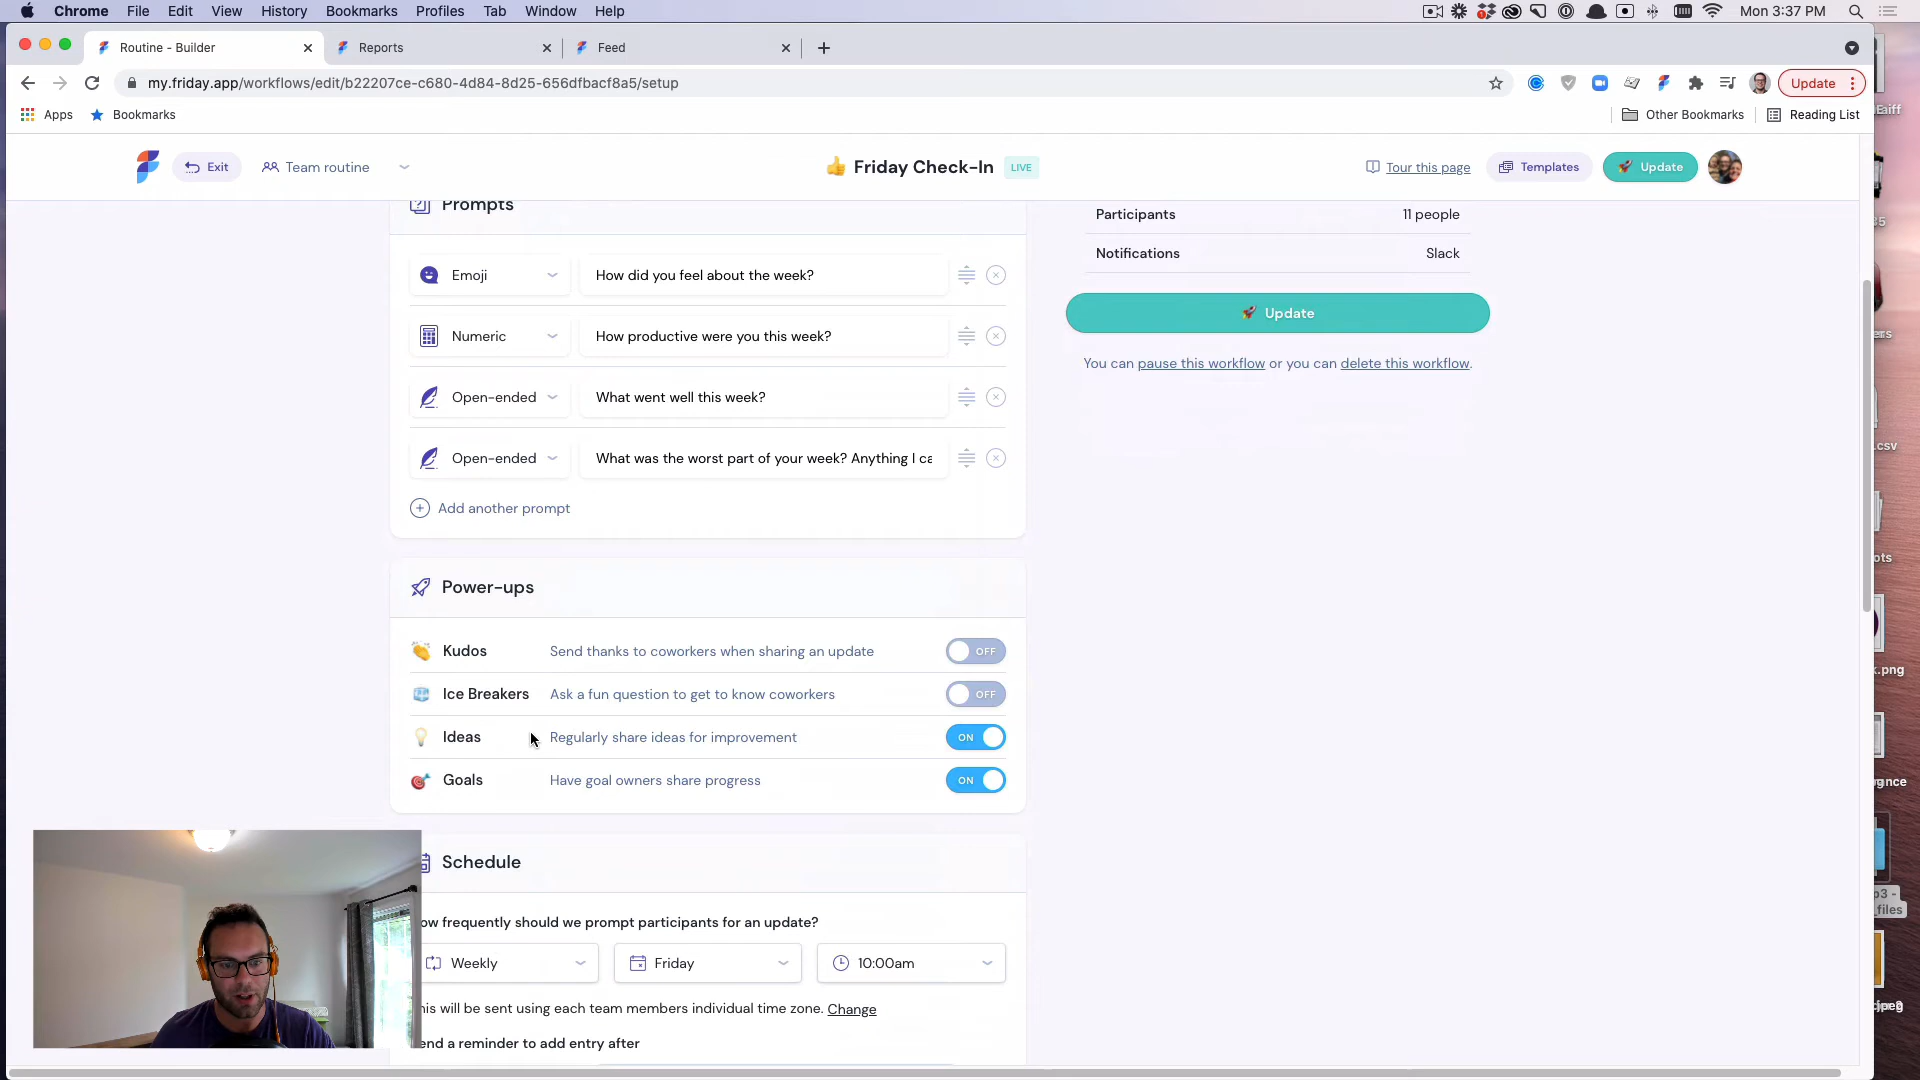 Chrome File Edit View History Bookmarks Profiles Tab Window Help Mon 3:37 PM
Routine - Builder Reports Feed
my.friday.app/workflows/edit/b22207ce-c680-4d84-8d25-656dfbacf8a5/setup Update
Apps Bookmarks Other Bookmarks Reading List
Exit Team routine 👍 Friday Check-In LIVE Tour this page Templates 🚀 Update
Prompts
Participants 11 people
Notifications Slack
🚀 Update
You can pause this workflow or you can delete this workflow.
Emoji How did you feel about the week?
Numeric How productive were you this week?
Open-ended What went well this week?
Open-ended What was the worst part of your week? Anything I ca
Add another prompt
Power-ups
Kudos Send thanks to coworkers when sharing an update OFF
Ice Breakers Ask a fun question to get to know coworkers OFF
Ideas Regularly share ideas for improvement ON
Goals Have goal owners share progress ON
Schedule
ow frequently should we prompt participants for an update?
Weekly Friday 10:00am
his will be sent using each team members individual time zone. Change
end a reminder to add entry after
.csv
k.png